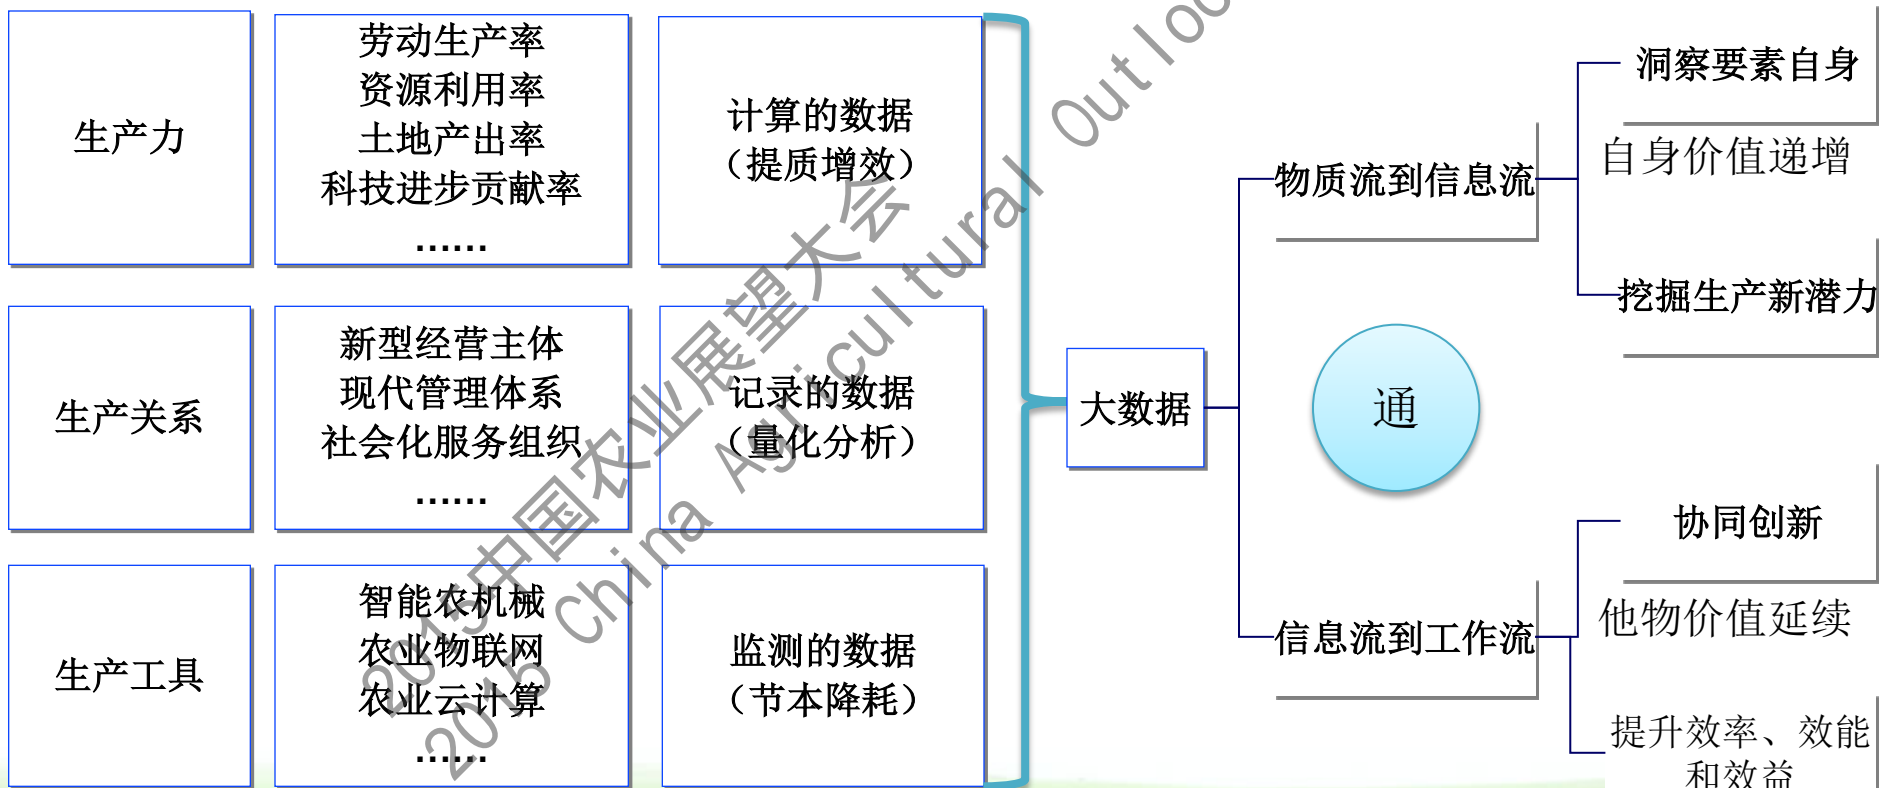 生产力
劳动生产率
资源利用率
土地产出率
科技进步贡献率
……
计算的数据
（提质增效）
生产关系
新型经营主体
现代管理体系
社会化服务组织
……
记录的数据
（量化分析）
生产工具
智能农机械
农业物联网
农业云计算
……
监测的数据
（节本降耗）
大数据
物质流到信息流
洞察要素自身
自身价值递增
挖掘生产新潜力
通
信息流到工作流
协同创新
他物价值延续
提升效率、效能
和效益
2015中国农业展望大会
2015 China Agricultural Outloo